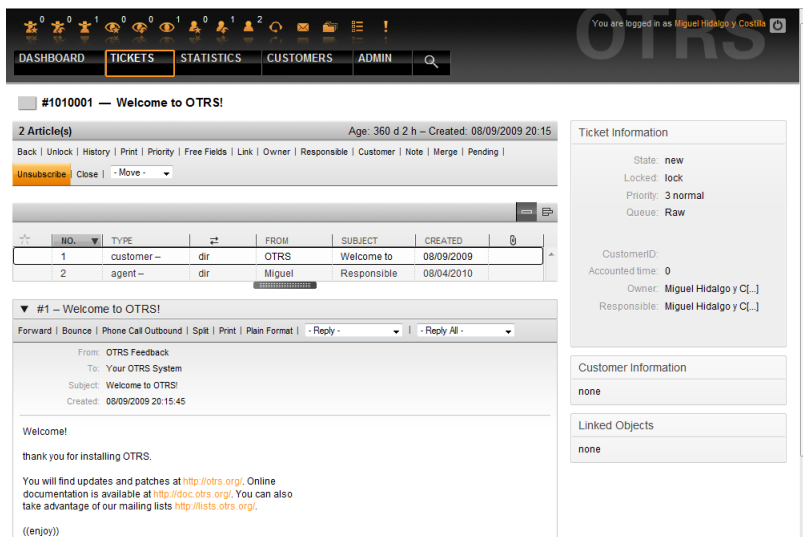 0 0 1 0 0 1 0 1 2
You are logged in as Miguel Hidalgo y Costilla
OTRS
DASHBOARD TICKETS STATISTICS CUSTOMERS ADMIN
#1010001 — Welcome to OTRS!
2 Article(s) Age: 360 d 2 h – Created: 08/09/2009 20:15
Back | Unlock | History | Print | Priority | Free Fields | Link | Owner | Responsible | Customer | Note | Merge | Pending |
Unsubscribe | Close | - Move -
NO. TYPE FROM SUBJECT CREATED
1 customer – dir OTRS Welcome to 08/09/2009
2 agent – dir Miguel Responsible 08/04/2010
#1 – Welcome to OTRS!
Forward | Bounce | Phone Call Outbound | Split | Print | Plain Format | - Reply - | - Reply All -
From: OTRS Feedback
To: Your OTRS System
Subject: Welcome to OTRS!
Created: 08/09/2009 20:15:45
Welcome!
thank you for installing OTRS.
You will find updates and patches at http://otrs.org/. Online
documentation is available at http://doc.otrs.org/. You can also
take advantage of our mailing lists http://lists.otrs.org/.
((enjoy))
Ticket Information
State: new
Locked: lock
Priority: 3 normal
Queue: Raw
CustomerID:
Accounted time: 0
Owner: Miguel Hidalgo y C[...]
Responsible: Miguel Hidalgo y C[...]
Customer Information
none
Linked Objects
none